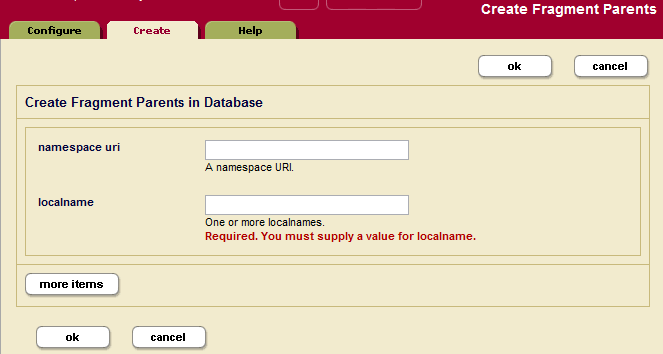 Create Fragment Parents
Configure
Create
Help
ok
cancel
Create Fragment Parents in Database
namespace uri
A namespace URI.
localname
One or more localnames.
Required. You must supply a value for localname.
more items
ok
cancel